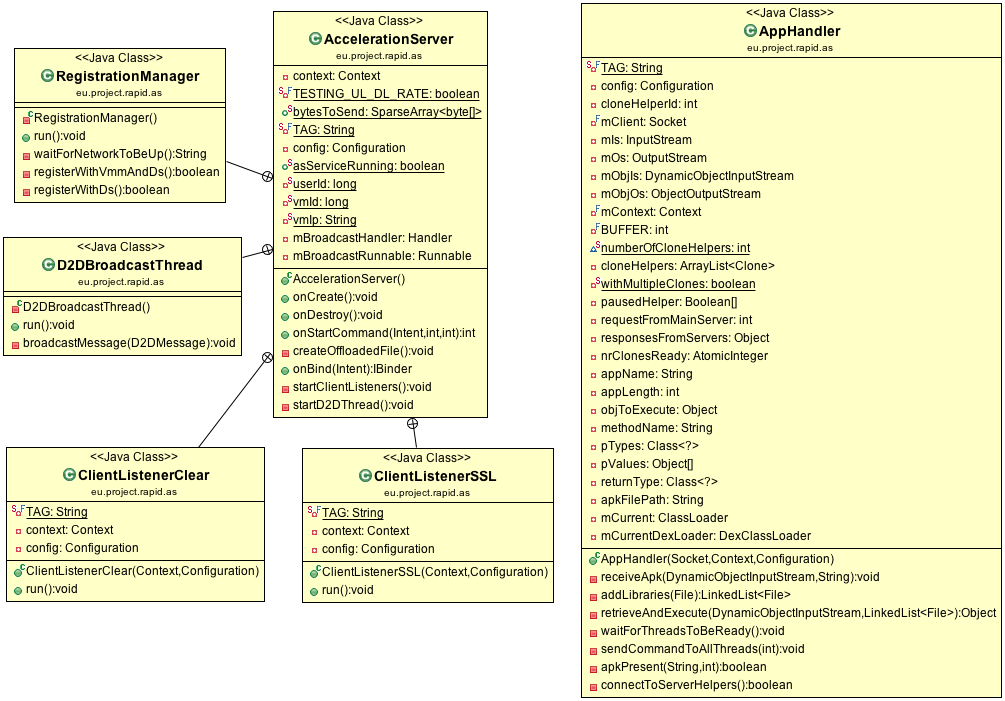 <<Java Class>>
RegistrationManager
eu.project.rapid.as
RegistrationManager()
run():void
waitForNetworkToBeUp():String
registerWithVmmAndDs():boolean
registerWithDs():boolean
<<Java Class>>
D2DBroadcastThread
eu.project.rapid.as
D2DBroadcastThread()
run():void
broadcastMessage(D2DMessage):void
<<Java Class>>
AccelerationServer
eu.project.rapid.as
context: Context
TESTING_UL_DL_RATE: boolean
bytesToSend: SparseArray<byte[]>
TAG: String
config: Configuration
asServiceRunning: boolean
userId: long
vmId: long
vmIp: String
mBroadcastHandler: Handler
mBroadcastRunnable: Runnable
AccelerationServer()
onCreate():void
onDestroy():void
onStartCommand(Intent,int,int):int
createOffloadedFile():void
onBind(Intent):IBinder
startClientListeners():void
startD2DThread():void
<<Java Class>>
ClientListenerClear
eu.project.rapid.as
TAG: String
context: Context
config: Configuration
ClientListenerClear(Context,Configuration)
run():void
<<Java Class>>
ClientListenerSSL
eu.project.rapid.as
TAG: String
context: Context
config: Configuration
ClientListenerSSL(Context,Configuration)
run():void
<<Java Class>>
AppHandler
eu.project.rapid.as
TAG: String
config: Configuration
cloneHelperId: int
mClient: Socket
mIs: InputStream
mOs: OutputStream
mObjIs: DynamicObjectInputStream
mObjOs: ObjectOutputStream
mContext: Context
BUFFER: int
numberOfCloneHelpers: int
cloneHelpers: ArrayList<Clone>
withMultipleClones: boolean
pausedHelper: Boolean[]
requestFromMainServer: int
responsesFromServers: Object
nrClonesReady: AtomicInteger
appName: String
appLength: int
objToExecute: Object
methodName: String
pTypes: Class<?>
pValues: Object[]
returnType: Class<?>
apkFilePath: String
mCurrent: ClassLoader
mCurrentDexLoader: DexClassLoader
AppHandler(Socket,Context,Configuration)
receiveApk(DynamicObjectInputStream,String):void
addLibraries(File):LinkedList<File>
retrieveAndExecute(DynamicObjectInputStream,LinkedList<File>):Object
waitForThreadsToBeReady():void
sendCommandToAllThreads(int):void
apkPresent(String,int):boolean
connectToServerHelpers():boolean